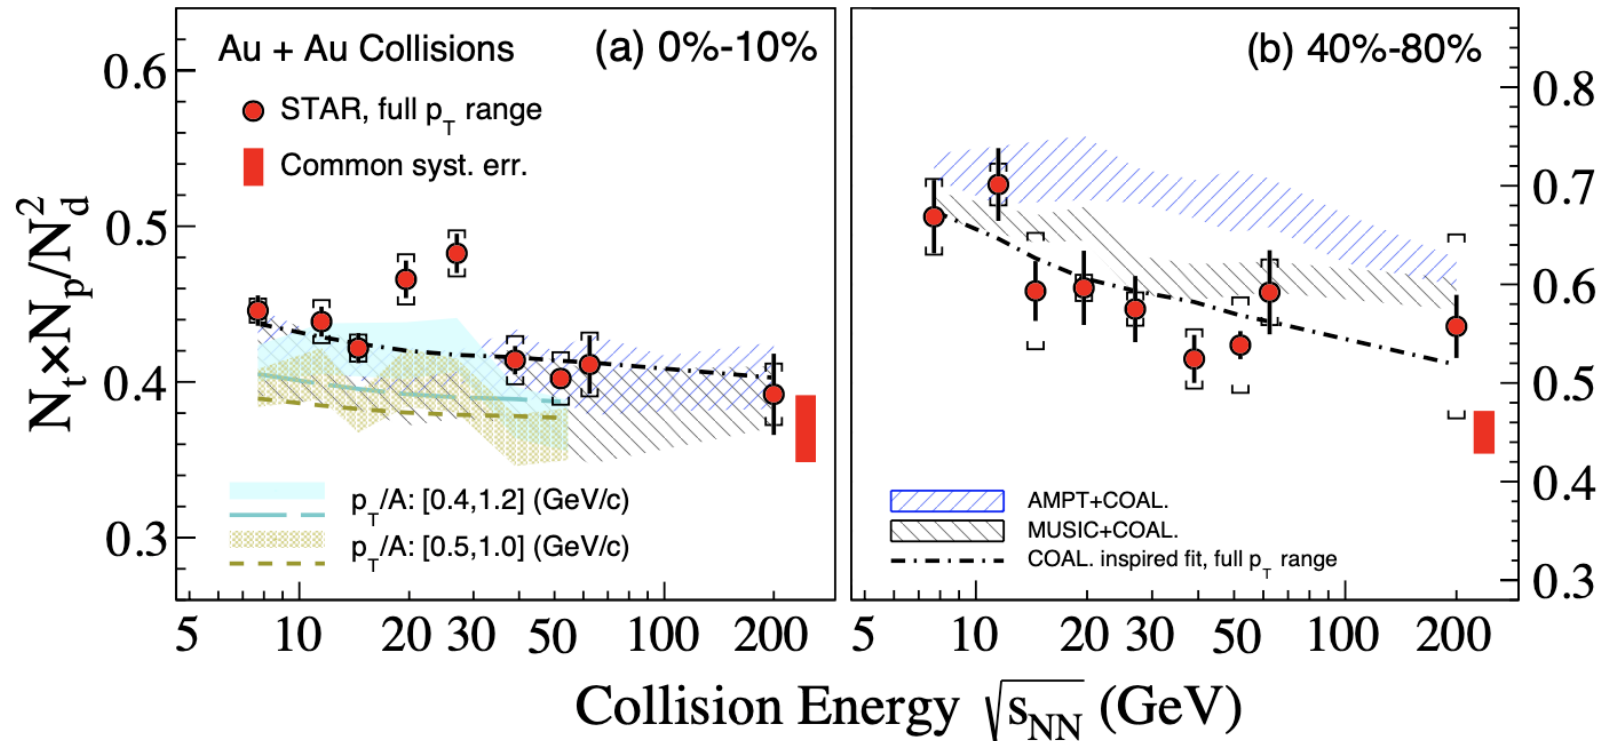 Au + Au Collisions
(a) 0%-10%
STAR, full p_T range
Common syst. err.
p_T/A: [0.4,1.2] (GeV/c)
p_T/A: [0.5,1.0] (GeV/c)
0.6
0.5
0.4
0.3
N_t×N_p/N_d^2
5 10 20 30 50 100 200
(b) 40%-80%
AMPT+COAL.
MUSIC+COAL.
COAL. inspired fit, full p_T range
0.8
0.7
0.6
0.5
0.4
0.3
5 10 20 30 50 100 200
Collision Energy √s_NN (GeV)